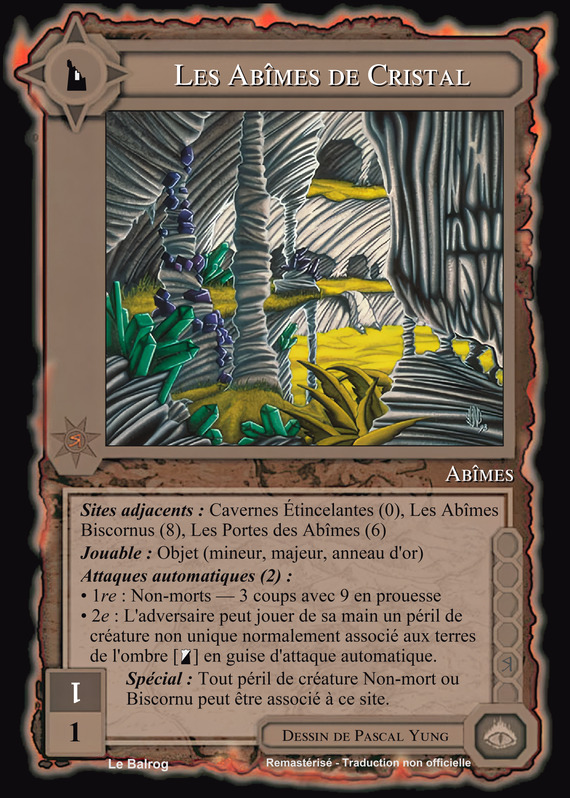 Les Abîmes de Cristal
Abîmes
Sites adjacents : Cavernes Étincelantes (0), Les Abîmes
Biscornus (8), Les Portes des Abîmes (6)
Jouable : Objet (mineur, majeur, anneau d'or)
Attaques automatiques (2) :
• 1re : Non-morts — 3 coups avec 9 en prouesse
• 2e : L'adversaire peut jouer de sa main un péril de
créature non unique normalement associé aux terres
de l'ombre [ ] en guise d'attaque automatique.
Spécial : Tout péril de créature Non-mort ou
Biscornu peut être associé à ce site.
1
1
Dessin de Pascal Yung
Le Balrog
Remastérisé - Traduction non officielle